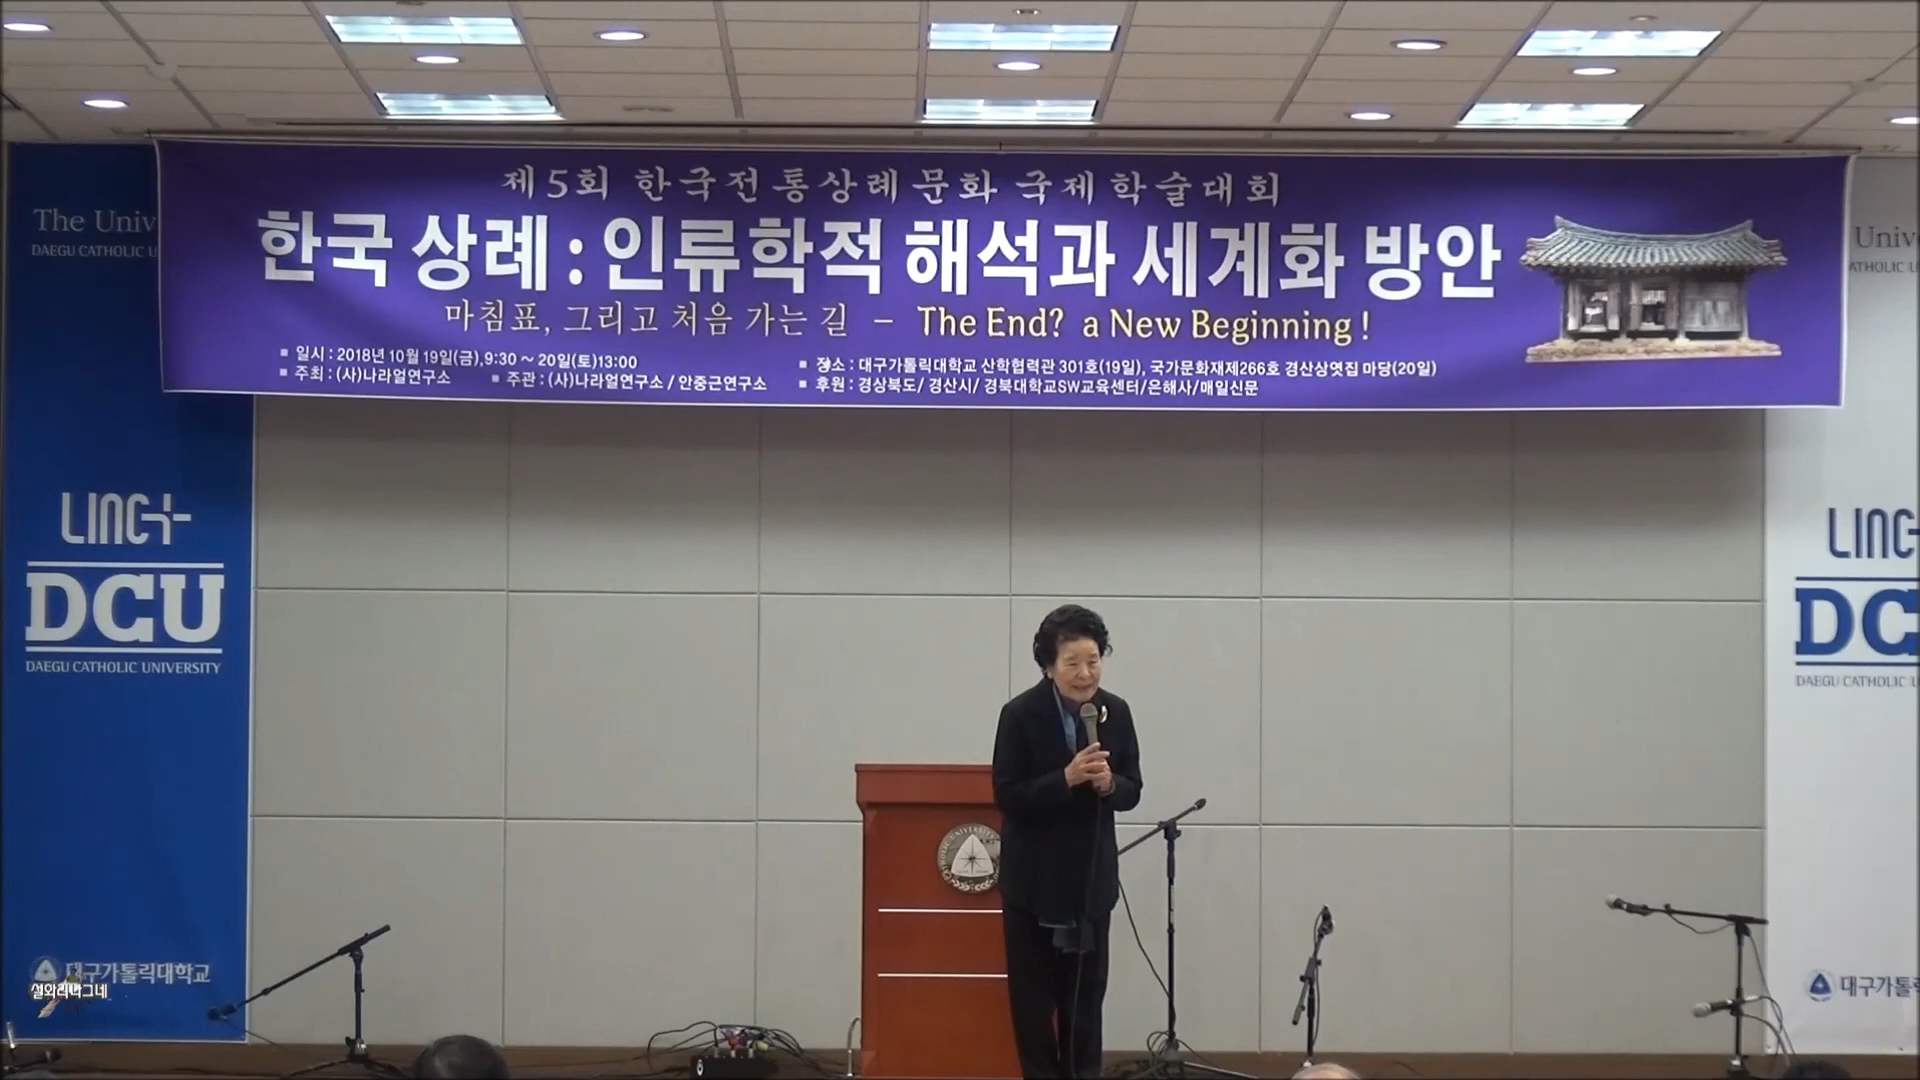 제5회 한국전통상례문화 국제학술대회
한국 상례 : 인류학적 해석과 세계화 방안
마침표, 그리고 처음 가는 길 – The End? a New Beginning !
▪ 일시 : 2018년 10월 19일(금),9:30 ~ 20일(토)13:00
▪ 장소 : 대구가톨릭대학교 산학협력관 301호(19일), 국가문화재제266호 경산상엿집 마당(20일)
▪ 주최 : (사)나라얼연구소 ▪ 주관 : (사)나라얼연구소 / 안중근연구소
▪ 후원 : 경상북도/ 경산시/ 경북대학교SW교육센터/은혜사/매일신문
The Univ
DAEGU CATHOLIC U
LINC+
DCU
DAEGU CATHOLIC UNIVERSITY
대구가톨릭대학교
설와리나그네
Univ
ATHOLIC U
LINC
DC
DAEGU CATHOLIC U
대구가톨릭